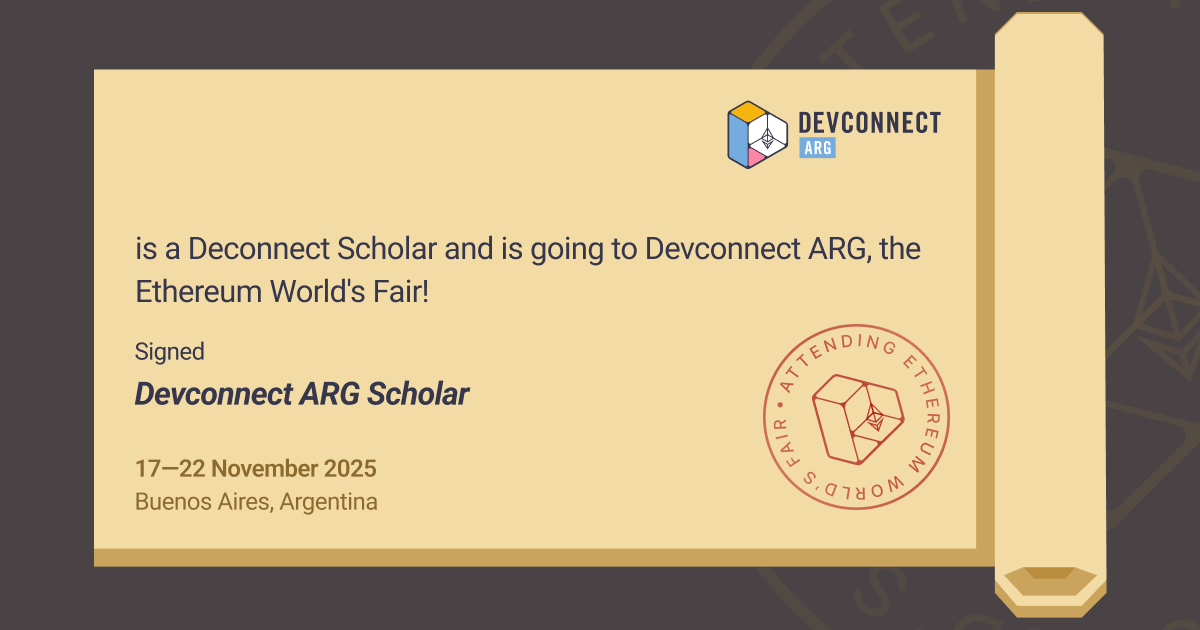 DEVCONNECT
ARG
is a Deconnect Scholar and is going to Devconnect ARG, the
Ethereum World's Fair!
Signed
Devconnect ARG Scholar
17—22 November 2025
Buenos Aires, Argentina
• ATTENDING ETHEREUM WORLD'S FAIR